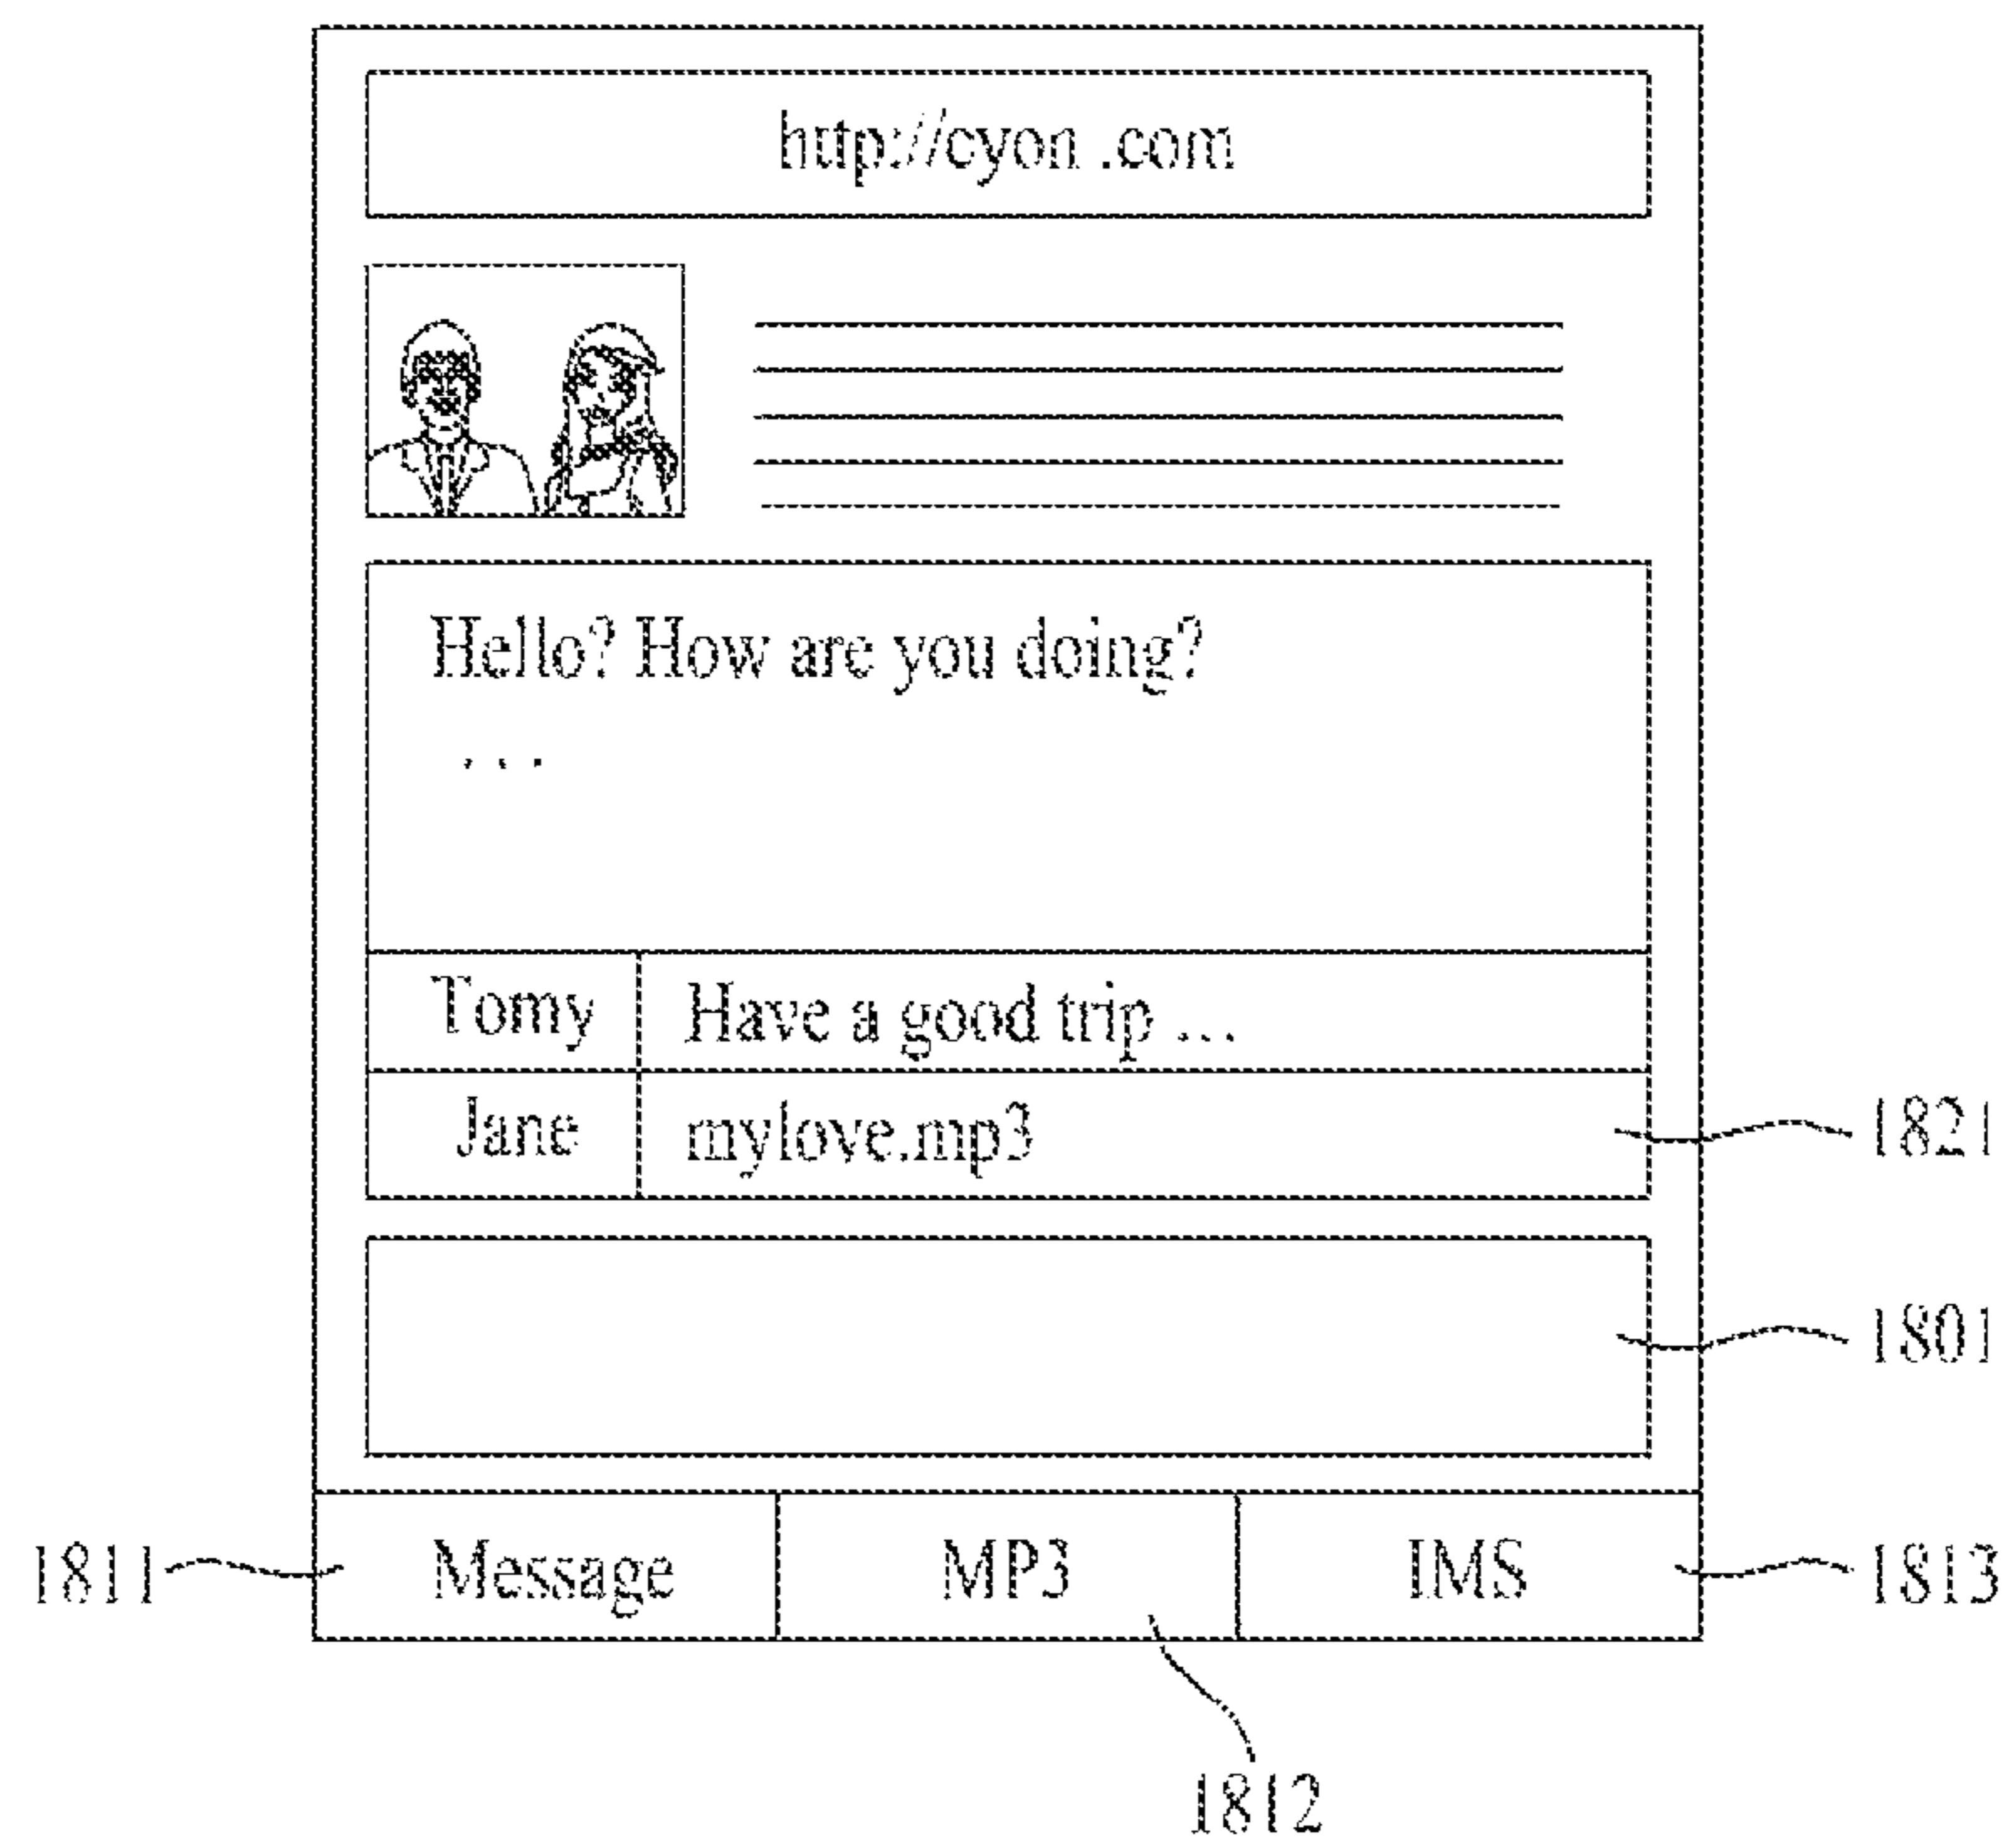 http://cyon .com
Hello? How are you doing?
. . .
Tomy Have a good trip ...
Jane mylove.mp3
1821
1801
1811 Message MP3 IMS 1813
1812